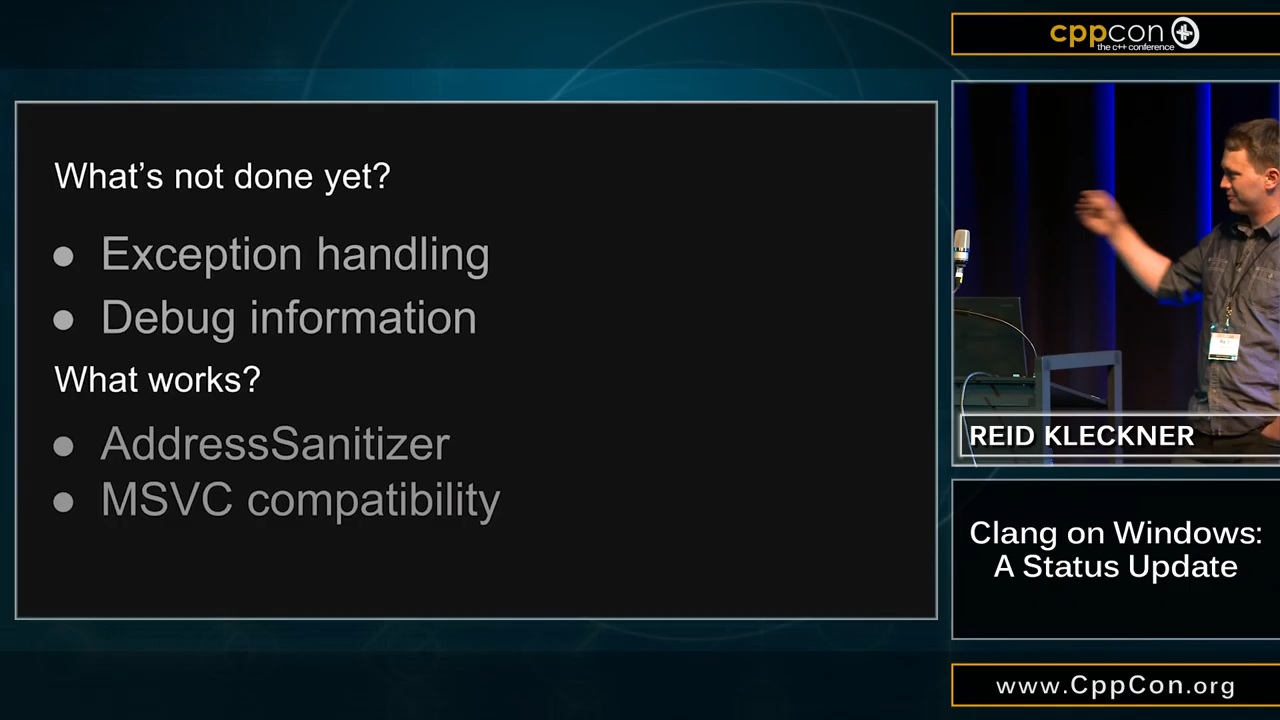 What's not done yet?
● Exception handling
● Debug information
What works?
● AddressSanitizer
● MSVC compatibility
cppcon
the c++ conference
REID KLECKNER
Clang on Windows:
A Status Update
www.CppCon.org